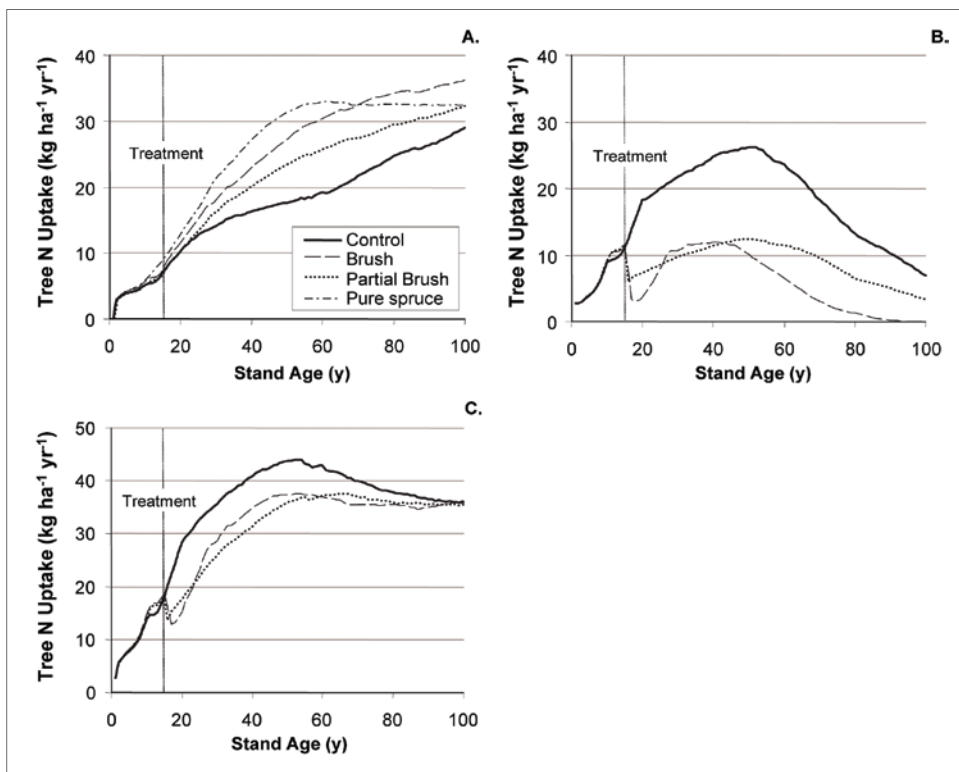 A.
Tree N Uptake (kg ha⁻¹ yr⁻¹)
40
30
20
10
0
Treatment
Control
Brush
Partial Brush
Pure spruce
0 20 40 60 80 100
Stand Age (y)
B.
Tree N Uptake (kg ha⁻¹ yr⁻¹)
40
30
20
10
0
Treatment
0 20 40 60 80 100
Stand Age (y)
C.
Tree N Uptake (kg ha⁻¹ yr⁻¹)
50
40
30
20
10
0
Treatment
0 20 40 60 80 100
Stand Age (y)